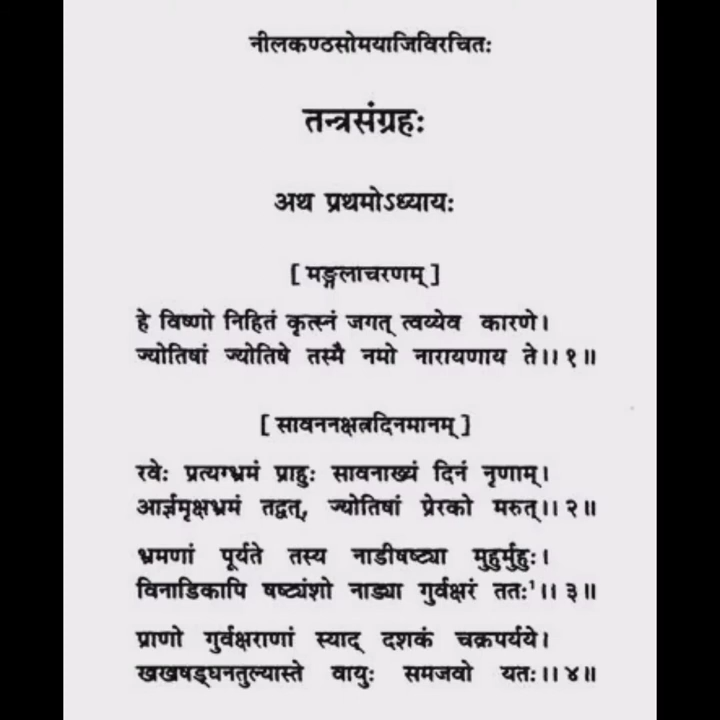 नीलकण्ठसोमयाजिविरचितः
तन्त्रसंग्रहः
अथ प्रथमोऽध्यायः
[ मङ्गलाचरणम् ]
हे विष्णो निहितं कृत्स्नं जगत् त्वय्येव कारणे।
ज्योतिषां ज्योतिषे तस्मै नमो नारायणाय ते।। १ ॥
[ सावननक्षत्रदिनमानम् ]
रवेः प्रत्यग्भ्रमं प्राहुः सावनाख्यं दिनं नृणाम्।
आर्क्षमृक्षभ्रमं तद्वत्, ज्योतिषां प्रेरको मरुत्।। २ ॥
भ्रमणां पूर्यते तस्य नाडीषष्ट्या मुहुर्मुहुः।
विनाडिकापि षष्ट्यंशो नाड्या गुर्वक्षरं ततः¹।। ३ ॥
प्राणो गुर्वक्षराणां स्याद् दशकं चक्रपर्यये।
खखषड्घनतुल्यास्ते वायुः समजवो यतः।। ४ ॥